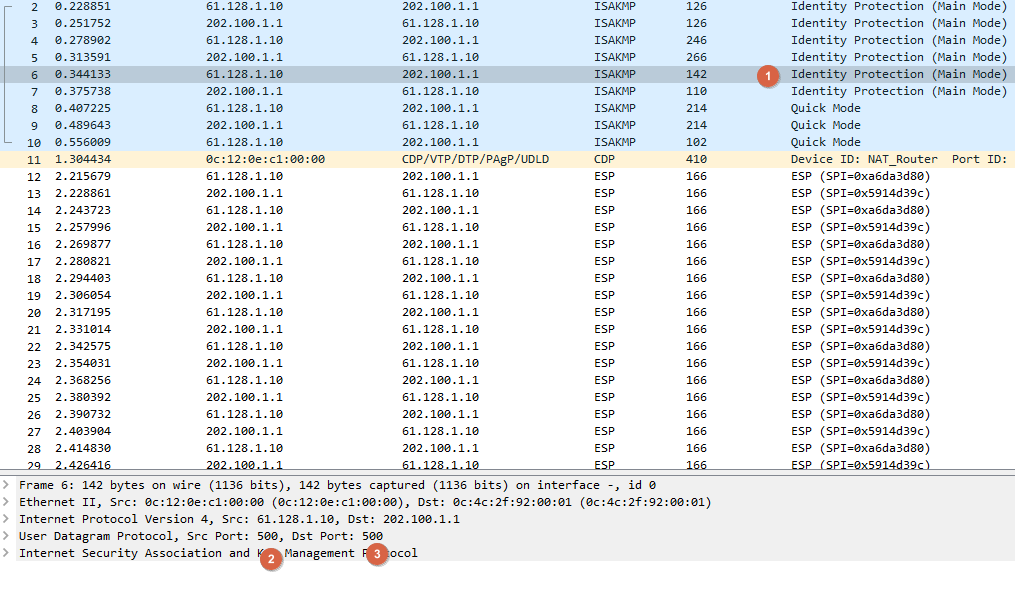 2 0.228851 61.128.1.10 202.100.1.1 ISAKMP 126 Identity Protection (Main Mode)
3 0.251752 202.100.1.1 61.128.1.10 ISAKMP 126 Identity Protection (Main Mode)
4 0.278902 61.128.1.10 202.100.1.1 ISAKMP 246 Identity Protection (Main Mode)
5 0.313591 202.100.1.1 61.128.1.10 ISAKMP 266 Identity Protection (Main Mode)
6 0.344133 61.128.1.10 202.100.1.1 ISAKMP 142 1 Identity Protection (Main Mode)
7 0.375738 202.100.1.1 61.128.1.10 ISAKMP 110 Identity Protection (Main Mode)
8 0.407225 61.128.1.10 202.100.1.1 ISAKMP 214 Quick Mode
9 0.489643 202.100.1.1 61.128.1.10 ISAKMP 214 Quick Mode
10 0.556009 61.128.1.10 202.100.1.1 ISAKMP 102 Quick Mode
11 1.304434 0c:12:0e:c1:00:00 CDP/VTP/DTP/PAgP/UDLD CDP 410 Device ID: NAT_Router Port ID:
12 2.215679 61.128.1.10 202.100.1.1 ESP 166 ESP (SPI=0xa6da3d80)
13 2.228861 202.100.1.1 61.128.1.10 ESP 166 ESP (SPI=0x5914d39c)
14 2.243723 61.128.1.10 202.100.1.1 ESP 166 ESP (SPI=0xa6da3d80)
15 2.257996 202.100.1.1 61.128.1.10 ESP 166 ESP (SPI=0x5914d39c)
16 2.269877 61.128.1.10 202.100.1.1 ESP 166 ESP (SPI=0xa6da3d80)
17 2.280821 202.100.1.1 61.128.1.10 ESP 166 ESP (SPI=0x5914d39c)
18 2.294403 61.128.1.10 202.100.1.1 ESP 166 ESP (SPI=0xa6da3d80)
19 2.306054 202.100.1.1 61.128.1.10 ESP 166 ESP (SPI=0x5914d39c)
20 2.317195 61.128.1.10 202.100.1.1 ESP 166 ESP (SPI=0xa6da3d80)
21 2.331014 202.100.1.1 61.128.1.10 ESP 166 ESP (SPI=0x5914d39c)
22 2.342575 61.128.1.10 202.100.1.1 ESP 166 ESP (SPI=0xa6da3d80)
23 2.354031 202.100.1.1 61.128.1.10 ESP 166 ESP (SPI=0x5914d39c)
24 2.368256 61.128.1.10 202.100.1.1 ESP 166 ESP (SPI=0xa6da3d80)
25 2.380392 202.100.1.1 61.128.1.10 ESP 166 ESP (SPI=0x5914d39c)
26 2.390732 61.128.1.10 202.100.1.1 ESP 166 ESP (SPI=0xa6da3d80)
27 2.403904 202.100.1.1 61.128.1.10 ESP 166 ESP (SPI=0x5914d39c)
28 2.414830 61.128.1.10 202.100.1.1 ESP 166 ESP (SPI=0xa6da3d80)
29 2.426416 202.100.1.1 61.128.1.10 ESP 166 ESP (SPI=0x5914d39c)
Frame 6: 142 bytes on wire (1136 bits), 142 bytes captured (1136 bits) on interface -, id 0
Ethernet II, Src: 0c:12:0e:c1:00:00 (0c:12:0e:c1:00:00), Dst: 0c:4c:2f:92:00:01 (0c:4c:2f:92:00:01)
Internet Protocol Version 4, Src: 61.128.1.10, Dst: 202.100.1.1
User Datagram Protocol, Src Port: 500, Dst Port: 500
Internet Security Association and 2 Management 3